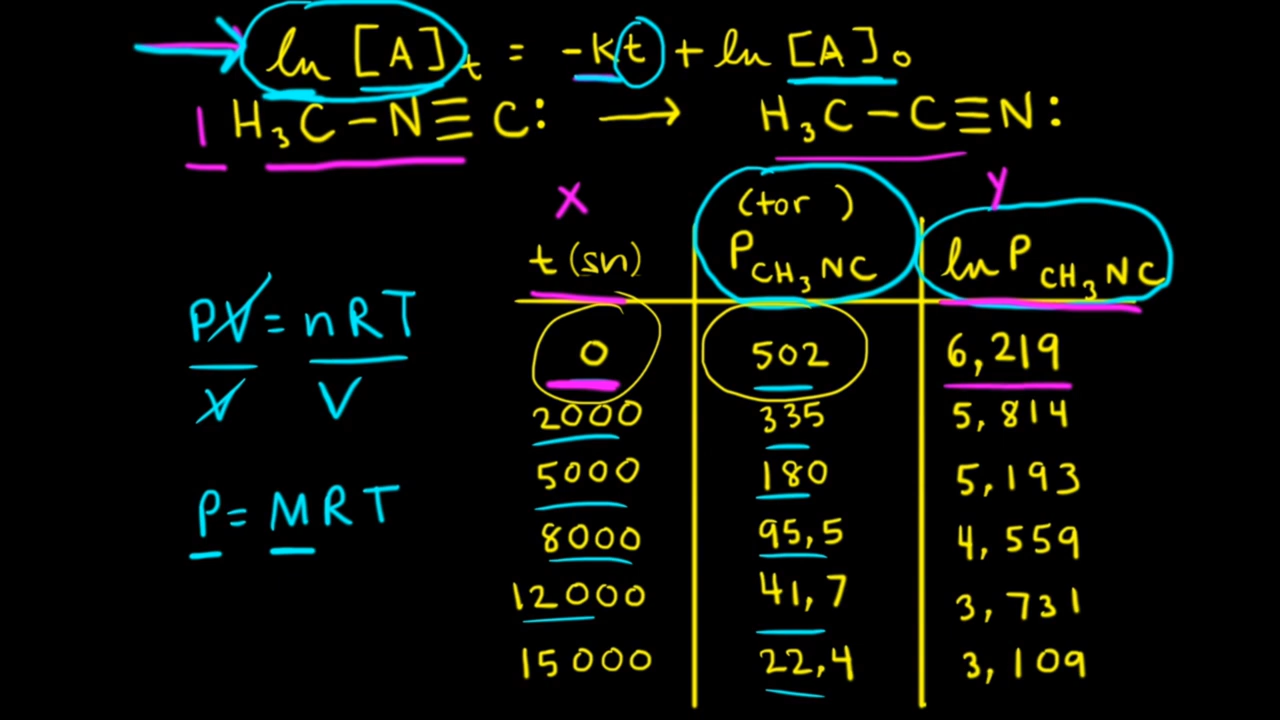 ln [A]t = -kt + ln [A]₀
1 H₃C-N≡C: → H₃C-C≡N:
x (tor) y
t (sn) P CH₃NC ln P CH₃NC
PV = nRT
V V
P = MRT
0 502 6,219
2000 335 5,814
5000 180 5,193
8000 95,5 4,559
12000 41,7 3,731
15000 22,4 3,109